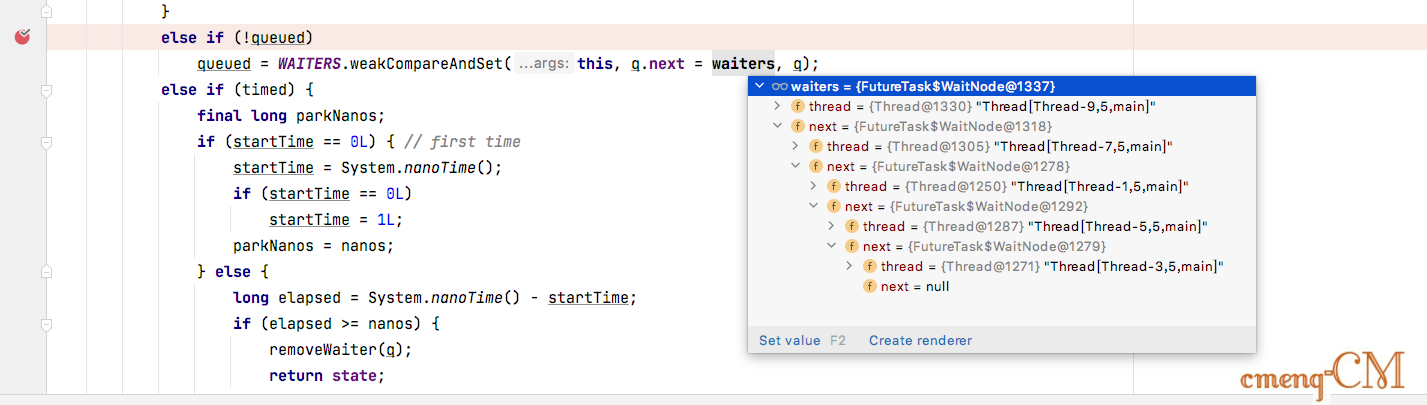 }
else if (!queued)
queued = WAITERS.weakCompareAndSet( ...args: this, q.next = waiters, q);
else if (timed) {
final long parkNanos;
if (startTime == 0L) { // first time
startTime = System.nanoTime();
if (startTime == 0L)
startTime = 1L;
parkNanos = nanos;
} else {
long elapsed = System.nanoTime() - startTime;
if (elapsed >= nanos) {
removeWaiter(q);
return state;
waiters = {FutureTask$WaitNode@1337}
f thread = {Thread@1330} "Thread[Thread-9,5,main]"
f next = {FutureTask$WaitNode@1318}
f thread = {Thread@1305} "Thread[Thread-7,5,main]"
f next = {FutureTask$WaitNode@1278}
f thread = {Thread@1250} "Thread[Thread-1,5,main]"
f next = {FutureTask$WaitNode@1292}
f thread = {Thread@1287} "Thread[Thread-5,5,main]"
f next = {FutureTask$WaitNode@1279}
f thread = {Thread@1271} "Thread[Thread-3,5,main]"
f next = null
Set value F2 Create renderer
cmeng-CM